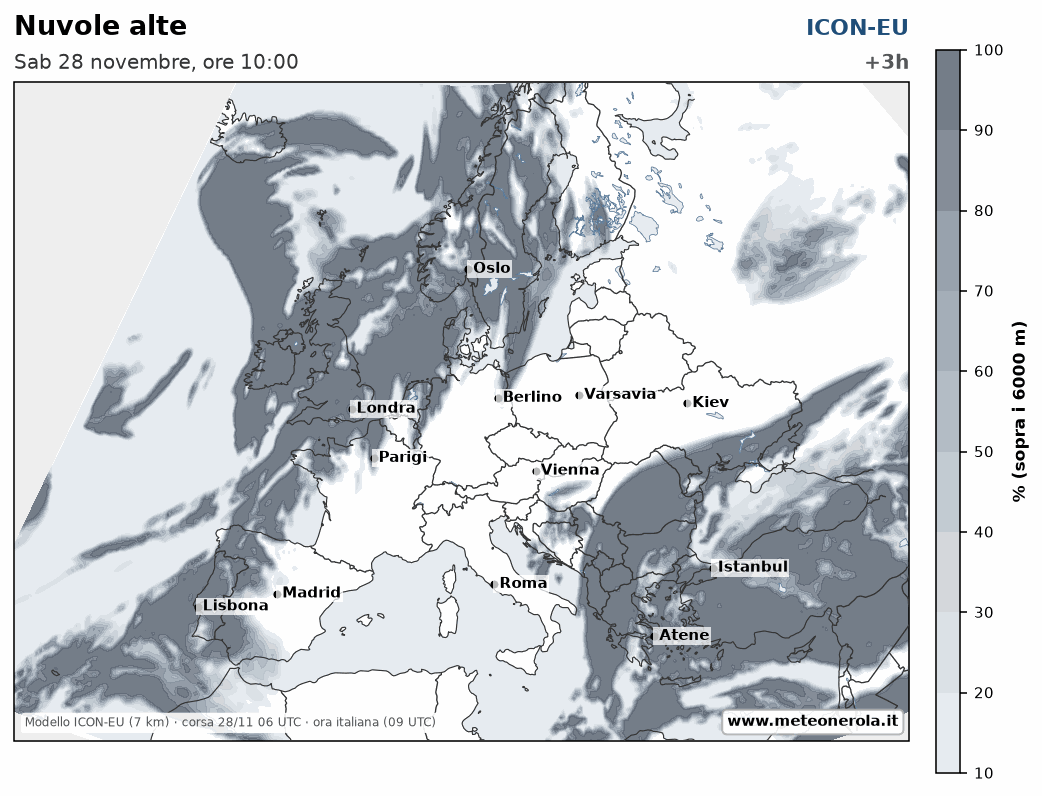 Nuvole alte
ICON-EU
Sab 28 novembre, ore 10:00
+3h
100
90
80
70
60
50
40
30
20
10
% (sopra i 6000 m)
Oslo
Berlino
Varsavia
Kiev
Londra
Parigi
Vienna
Istanbul
Roma
Madrid
Lisbona
Atene
Modello ICON-EU (7 km) · corsa 28/11 06 UTC · ora italiana (09 UTC)
www.meteonerola.it